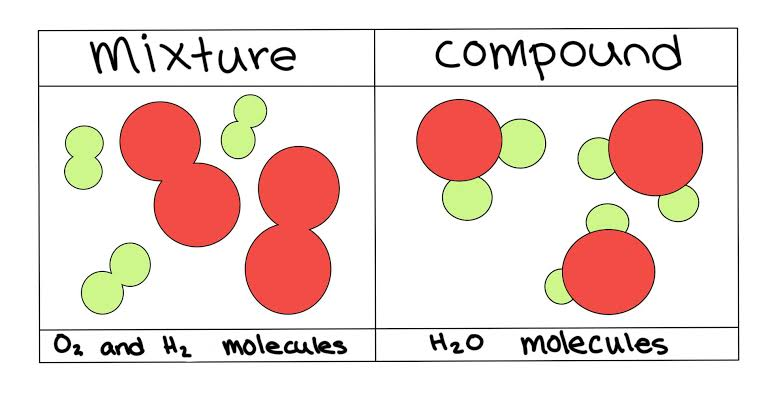 mixture
compound
O₂ and H₂ molecules
H₂O molecules